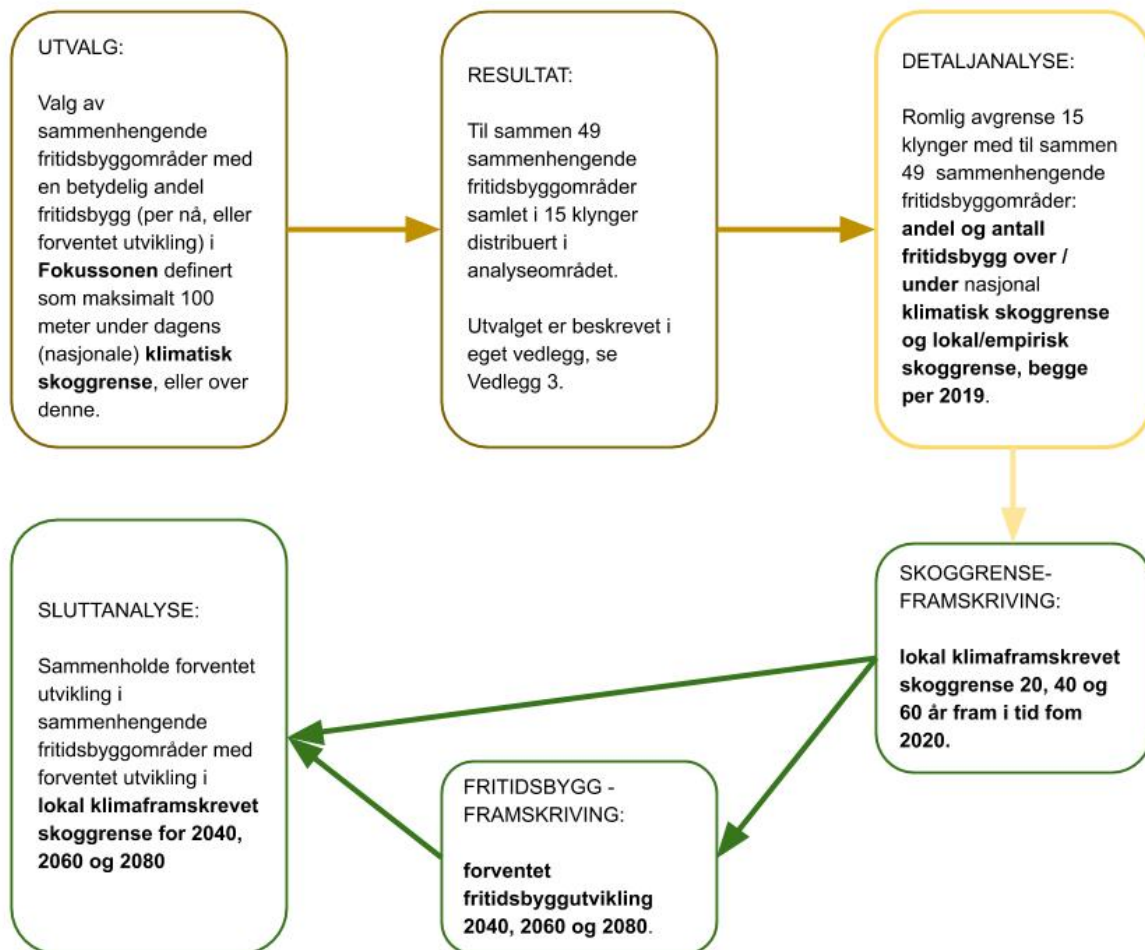 UTVALG:
Valg av
sammenhengende
fritidsbyggområder med
en betydelig andel
fritidsbygg (per nå, eller
forventet utvikling) i
Fokussonen definert
som maksimalt 100
meter under dagens
(nasjonale) klimatisk
skoggrense, eller over
denne.
RESULTAT:
Til sammen 49
sammenhengende
fritidsbyggområder
samlet i 15 klynger
distribuert i
analyseområdet.
Utvalget er beskrevet i
eget vedlegg, se
Vedlegg 3.
DETALJANALYSE:
Romlig avgrense 15
klynger med til sammen
49 sammenhengende
fritidsbyggområder:
andel og antall
fritidsbygg over /
under nasjonal
klimatisk skoggrense
og lokal/empirisk
skoggrense, begge
per 2019.
SKOGGRENSE-
FRAMSKRIVING:
lokal klimaframskrevet
skoggrense 20, 40 og
60 år fram i tid fom
2020.
FRITIDSBYGG -
FRAMSKRIVING:
forventet
fritidsbyggutvikling
2040, 2060 og 2080.
SLUTTANALYSE:
Sammenholde forventet
utvikling i
sammenhengende
fritidsbyggområder med
forventet utvikling i
lokal klimaframskrevet
skoggrense for 2040,
2060 og 2080